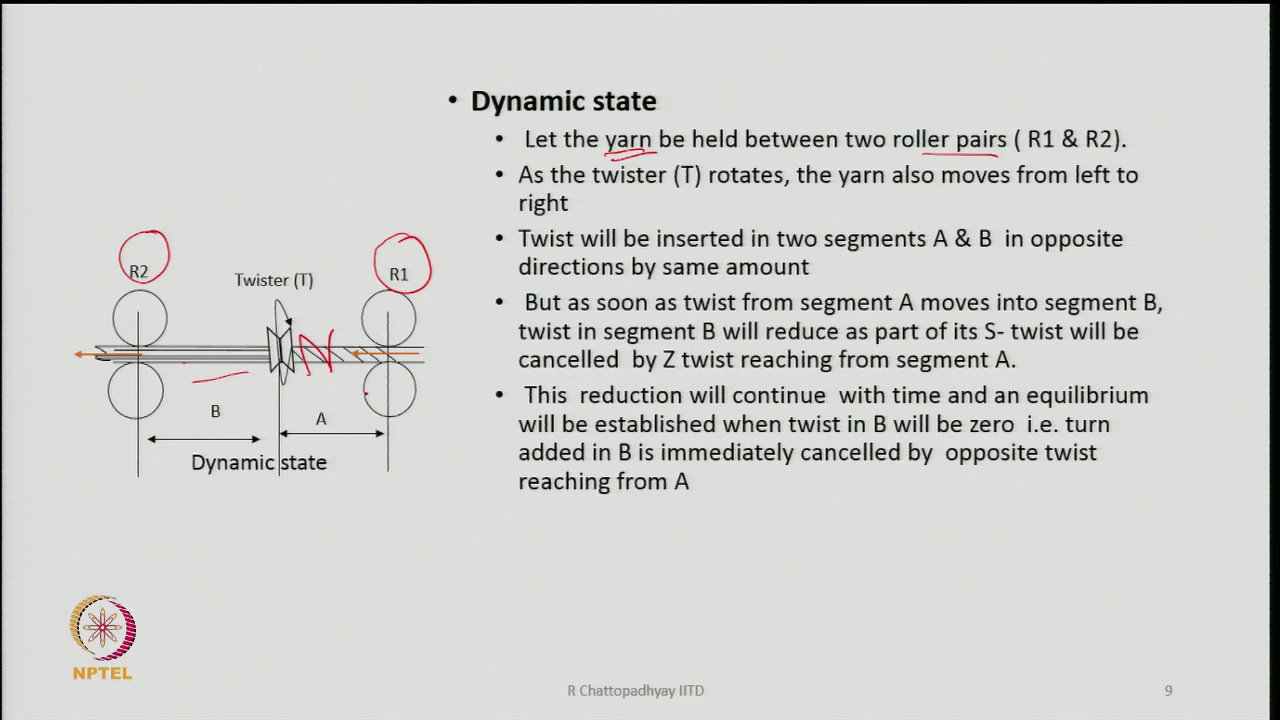 • Dynamic state
• Let the yarn be held between two roller pairs ( R1 & R2).
• As the twister (T) rotates, the yarn also moves from left to
right
• Twist will be inserted in two segments A & B in opposite
directions by same amount
• But as soon as twist from segment A moves into segment B,
twist in segment B will reduce as part of its S- twist will be
cancelled by Z twist reaching from segment A.
• This reduction will continue with time and an equilibrium
will be established when twist in B will be zero i.e. turn
added in B is immediately cancelled by opposite twist
reaching from A
R2
Twister (T)
R1
B
A
Dynamic state
NPTEL
R Chattopadhyay IITD
9